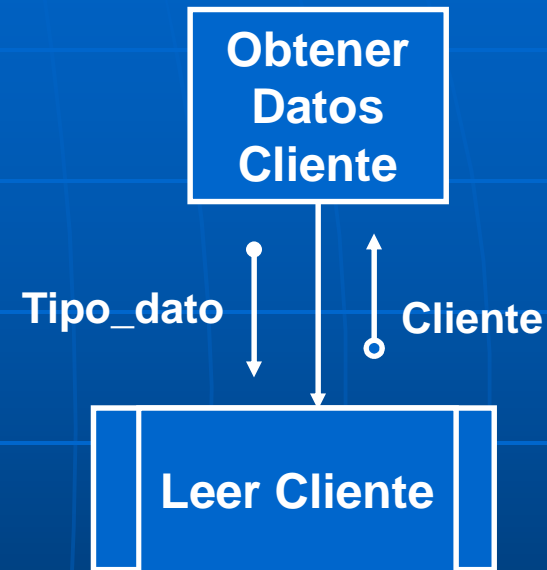 Obtener
Datos
Cliente
Tipo_dato
Cliente
Leer Cliente